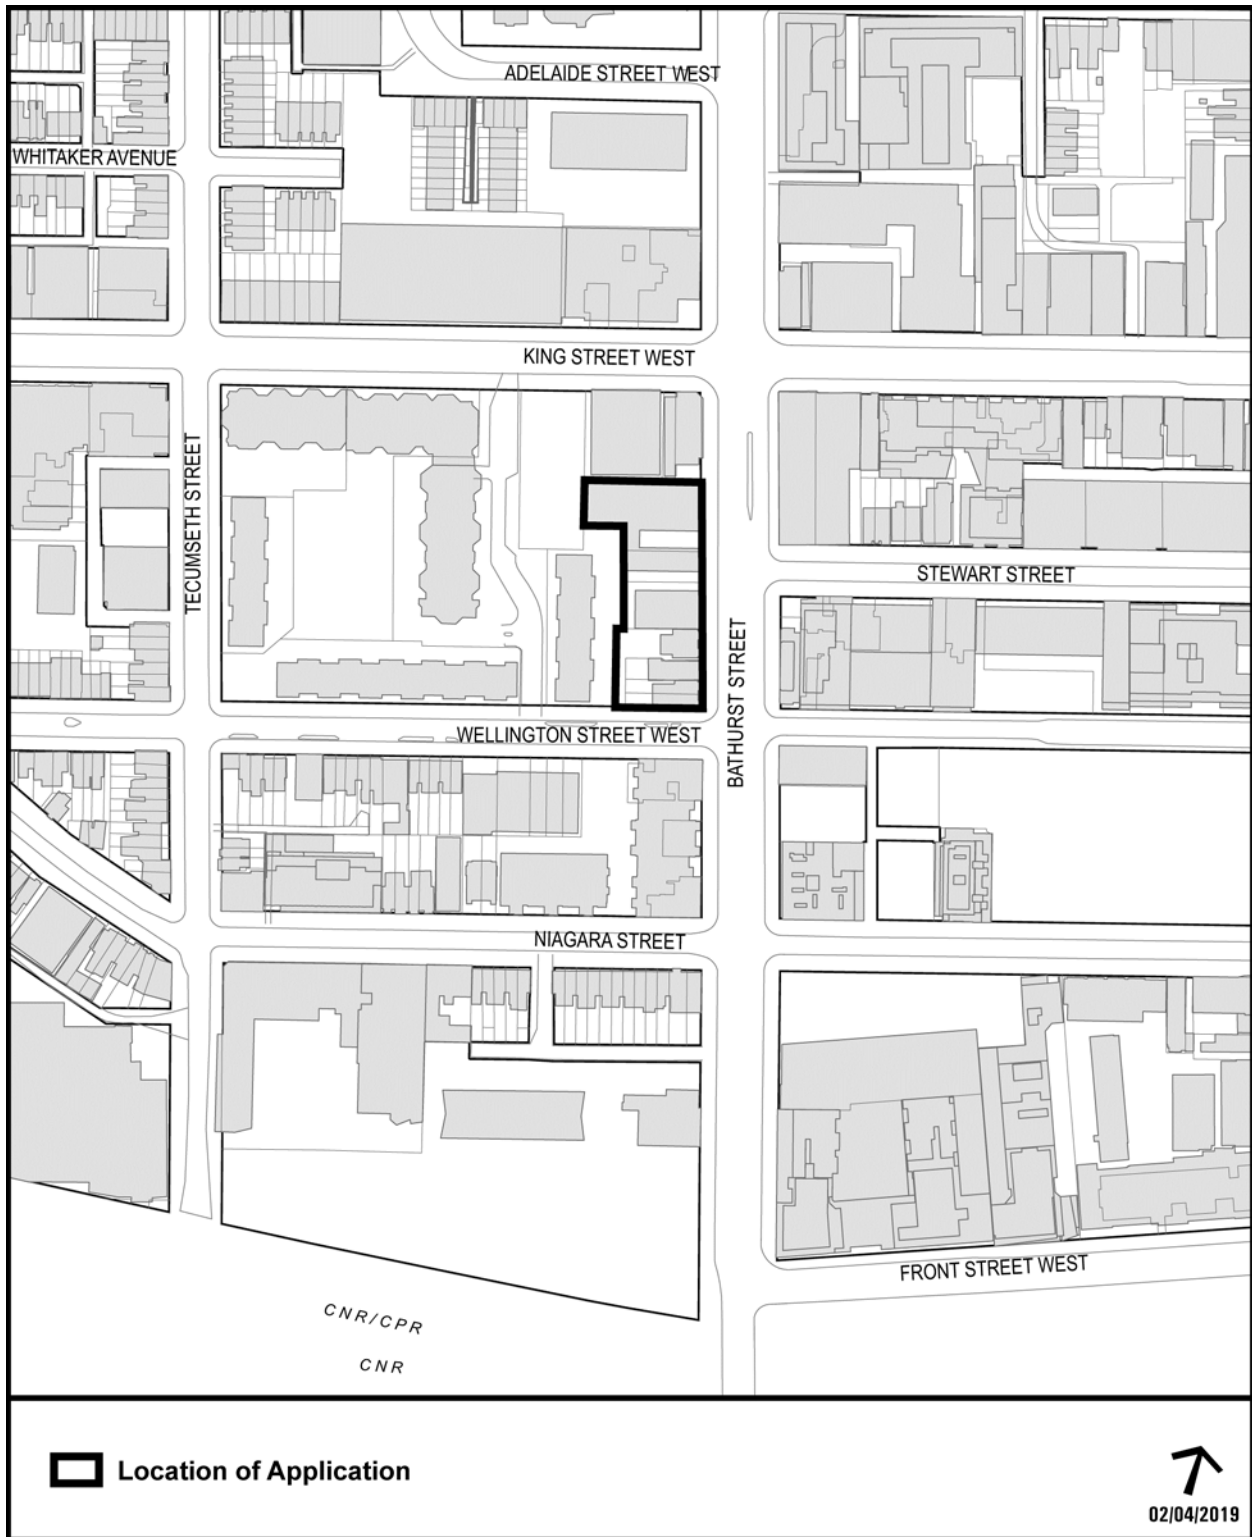 ADELAIDE STREET WEST
WHITAKER AVENUE
KING STREET WEST
TECUMSETH STREET
STEWART STREET
BATHURST STREET
WELLINGTON STREET WEST
NIAGARA STREET
FRONT STREET WEST
CNR/CPR
CNR
Location of Application
02/04/2019